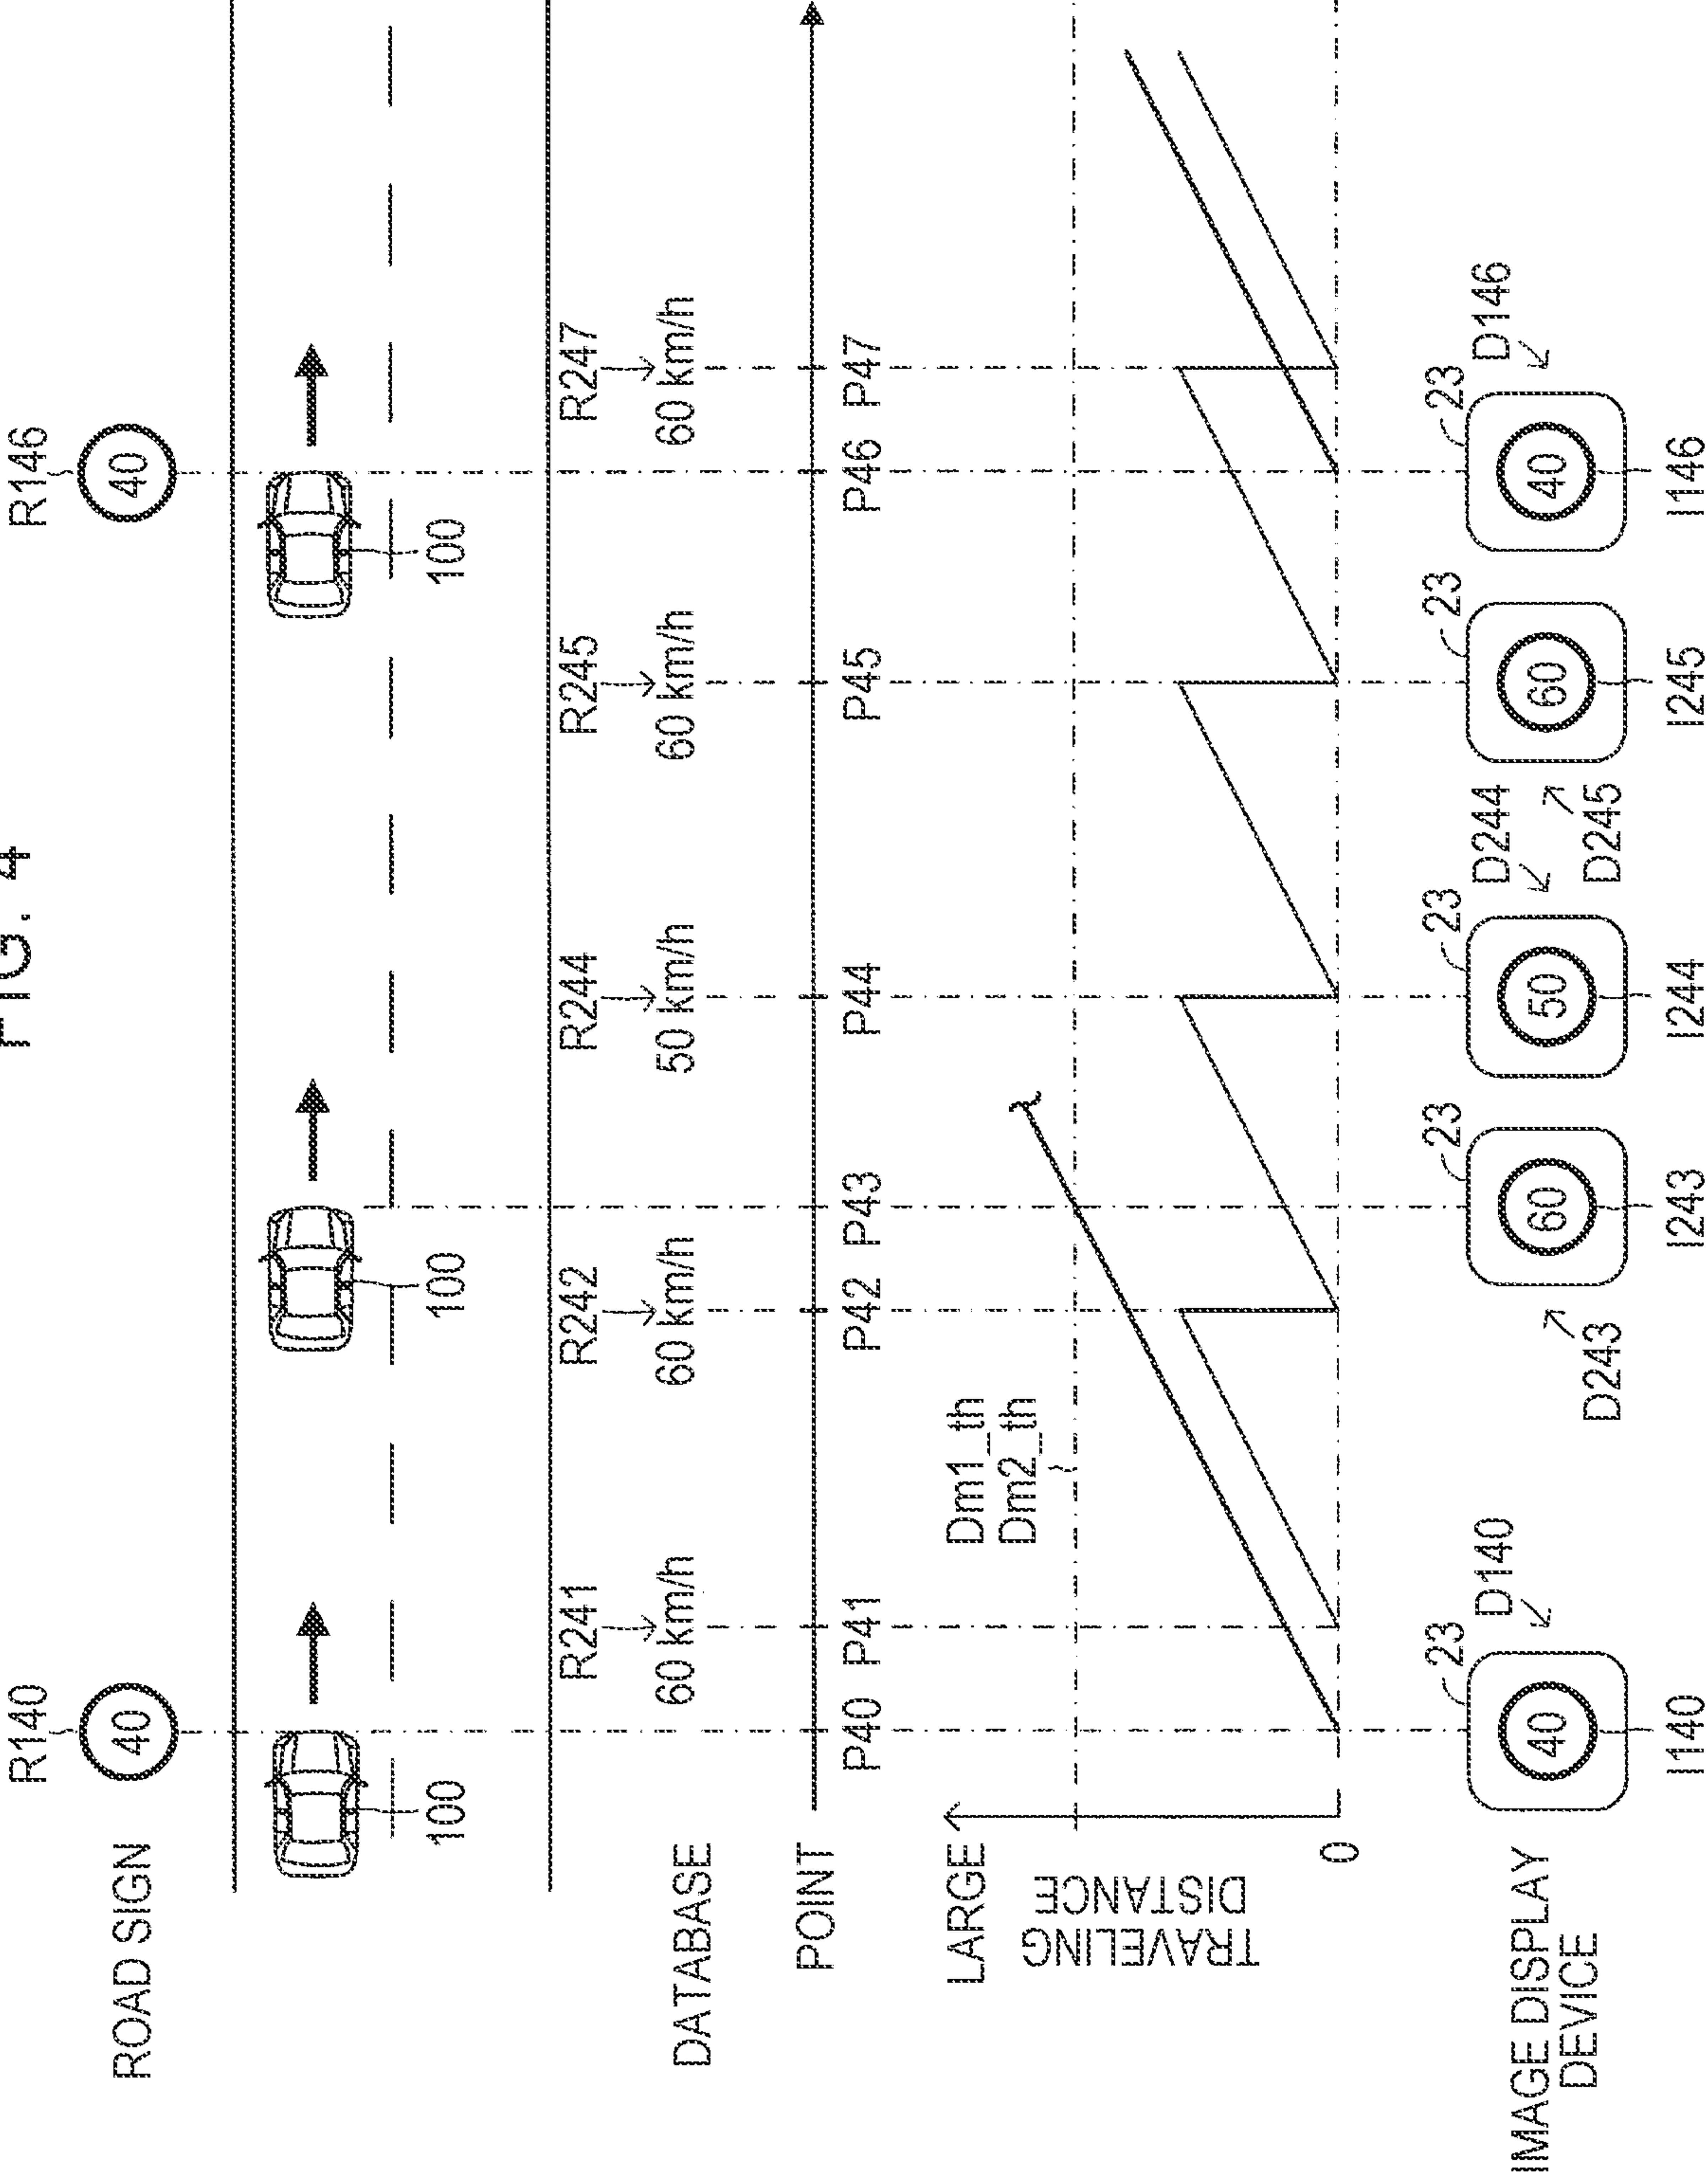 FIG. 4
ROAD SIGN
R140
40
R146
40
100
100
100
DATABASE
R241
60 km/h
R242
60 km/h
R244
50 km/h
R245
60 km/h
R247
60 km/h
POINT
P40
P41
P42
P43
P44
P45
P46
P47
LARGE
TRAVELING
DISTANCE
0
Dm1_th
Dm2_th
IMAGE DISPLAY
DEVICE
23
D140
40
I140
23
D243
60
I243
23
D244
50
I244
23
D245
60
I245
23
D146
40
I146